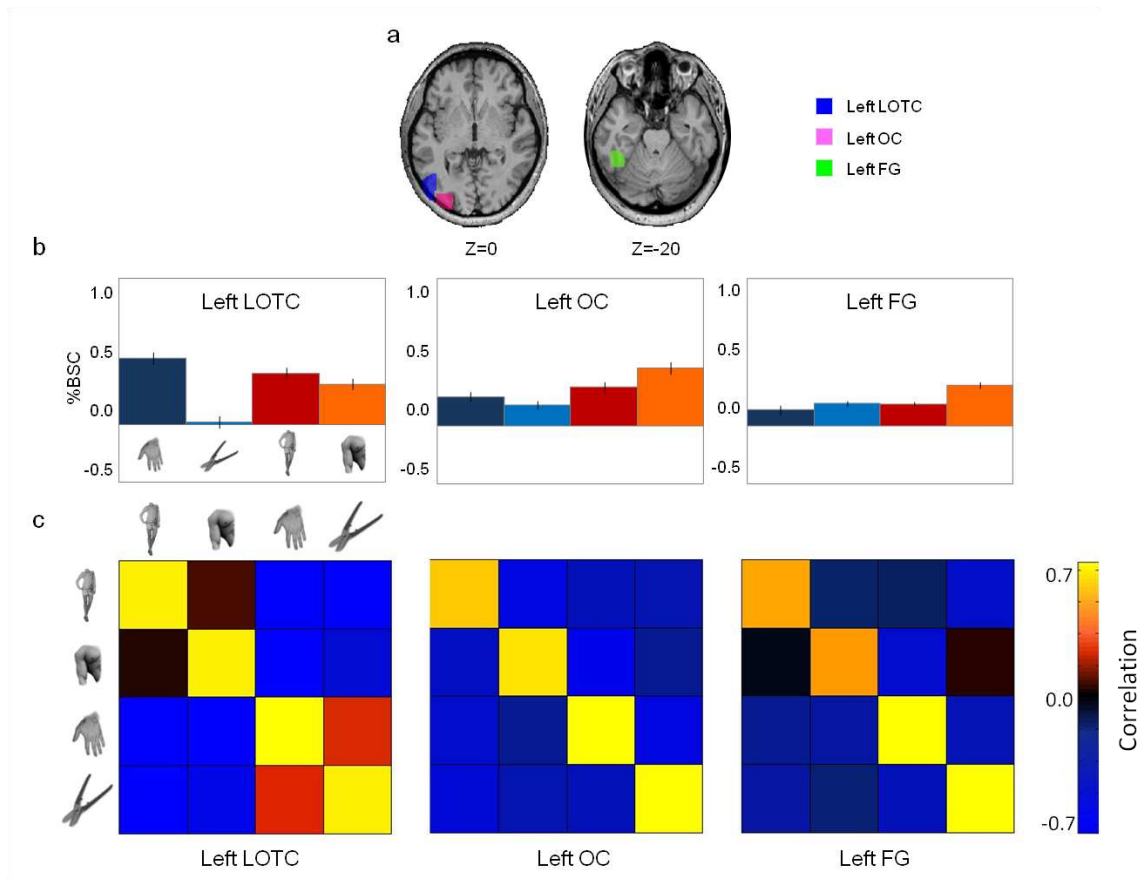 a
Left LOTC
Left OC
Left FG
Z=0
Z=-20
b
1.0
0.5
0.0
-0.5
%BSC
Left LOTC
1.0
0.5
0.0
-0.5
Left OC
1.0
0.5
0.0
-0.5
Left FG
c
0.7
0.0
-0.7
Correlation
Left LOTC
Left OC
Left FG